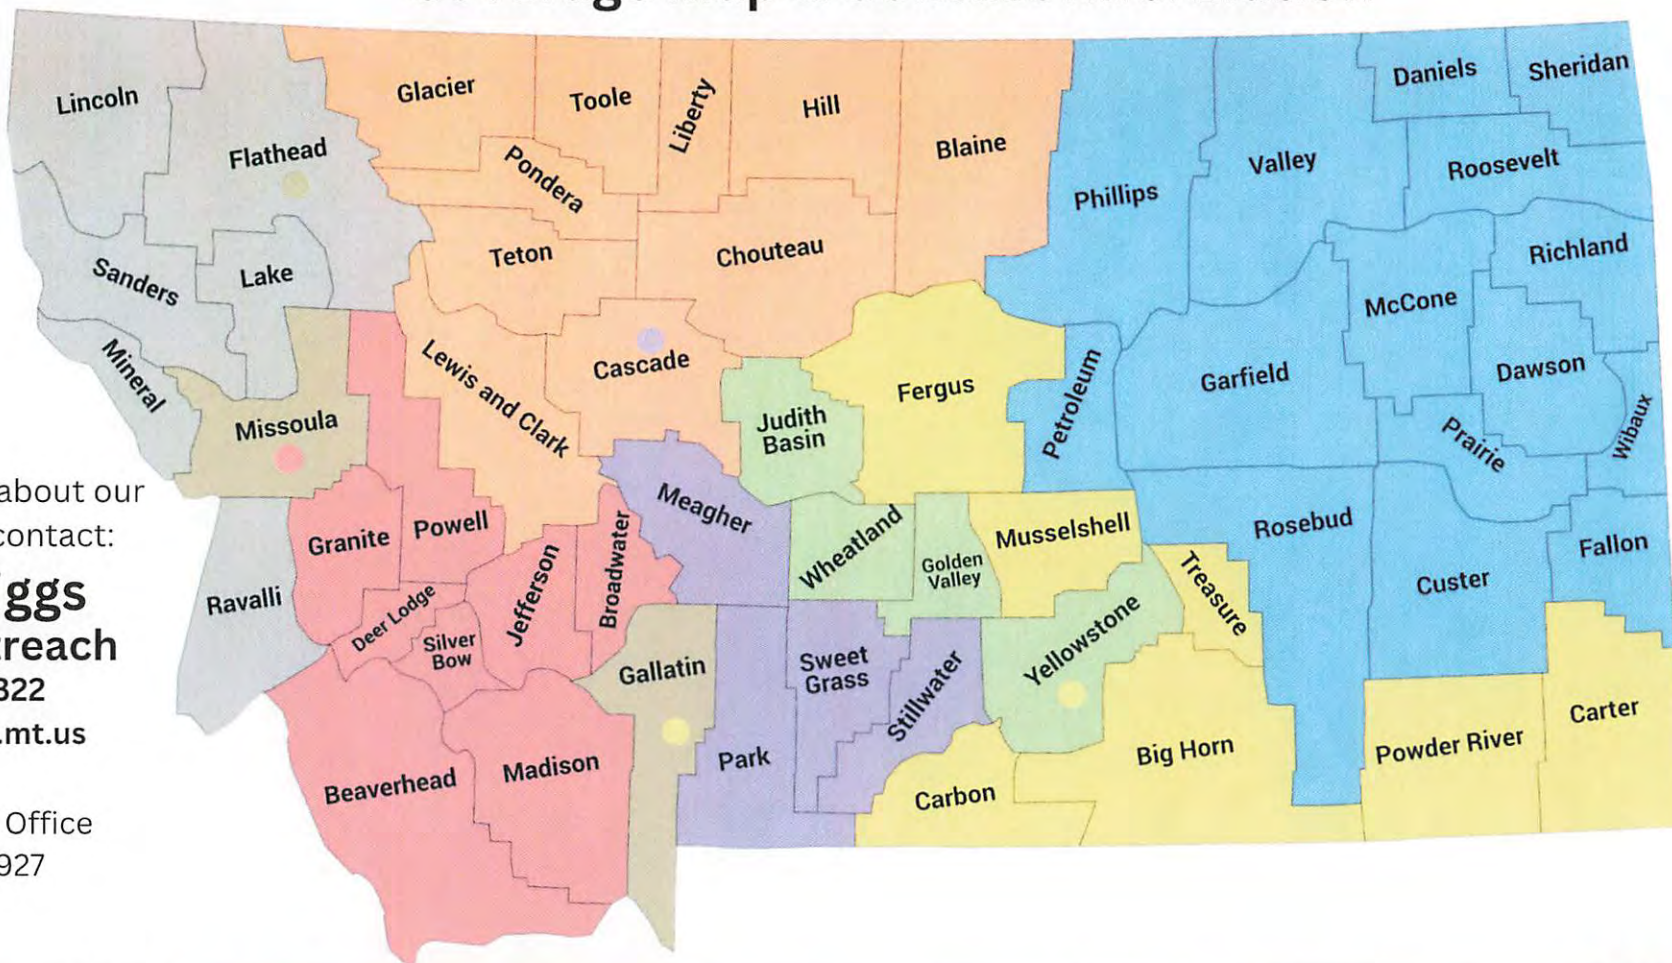 Lincoln
Flathead
Glacier
Toole
Liberty
Hill
Blaine
Phillips
Valley
Daniels
Sheridan
Roosevelt
Pondera
Teton
Chouteau
Sanders
Lake
Richland
McCone
Mineral
Lewis and Clark
Cascade
Fergus
Petroleum
Garfield
Dawson
Wibaux
Missoula
Judith
Basin
Prairie
about our
contact:
ggs
treach
322
.mt.us
Office
927
Meagher
Granite
Powell
Jefferson
Broadwater
Wheatland
Golden
Valley
Musselshell
Treasure
Rosebud
Custer
Fallon
Ravalli
Deer Lodge
Silver
Bow
Gallatin
Sweet
Grass
Stillwater
Yellowstone
Beaverhead
Madison
Park
Carbon
Big Horn
Powder River
Carter